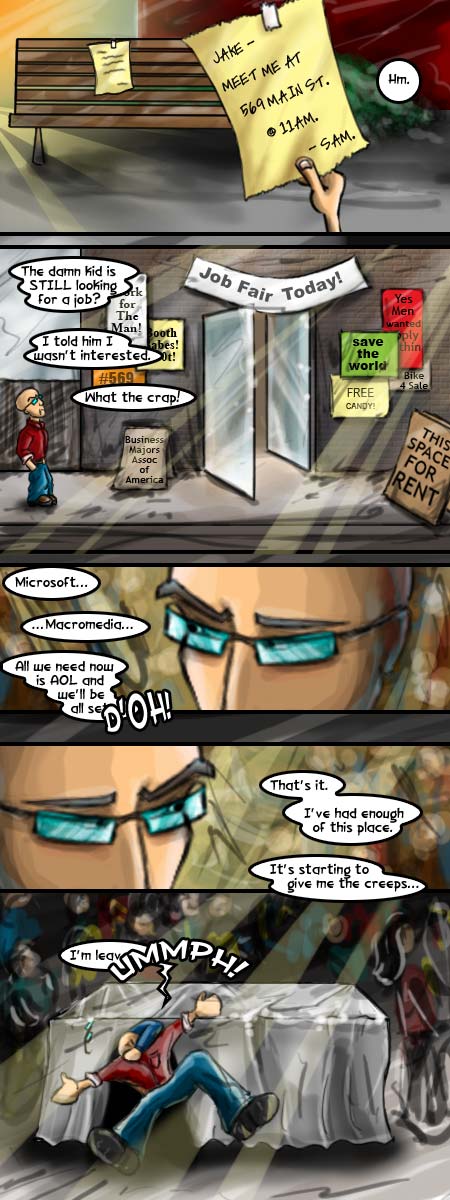 JAKE –
MEET ME AT
569 MAIN ST.
@ 11AM.
– SAM.
Hm.
The damn kid is
STILL looking
for a job?
I told him I
wasn't interested.
What the crap!
Job Fair Today!
for
The
Man!
#569
Business
Majors
Assoc
of
America
Yes
Men
wanted
save
the
world
FREE
CANDY!
Bike
4 Sale
THIS
SPACE
FOR
RENT
Microsoft...
...Macromedia...
All we need now
is AOL and
we'll be
all set
D'OH!
That's it.
I've had enough
of this place.
It's starting to
give me the creeps...
I'm leav
UMMPH!